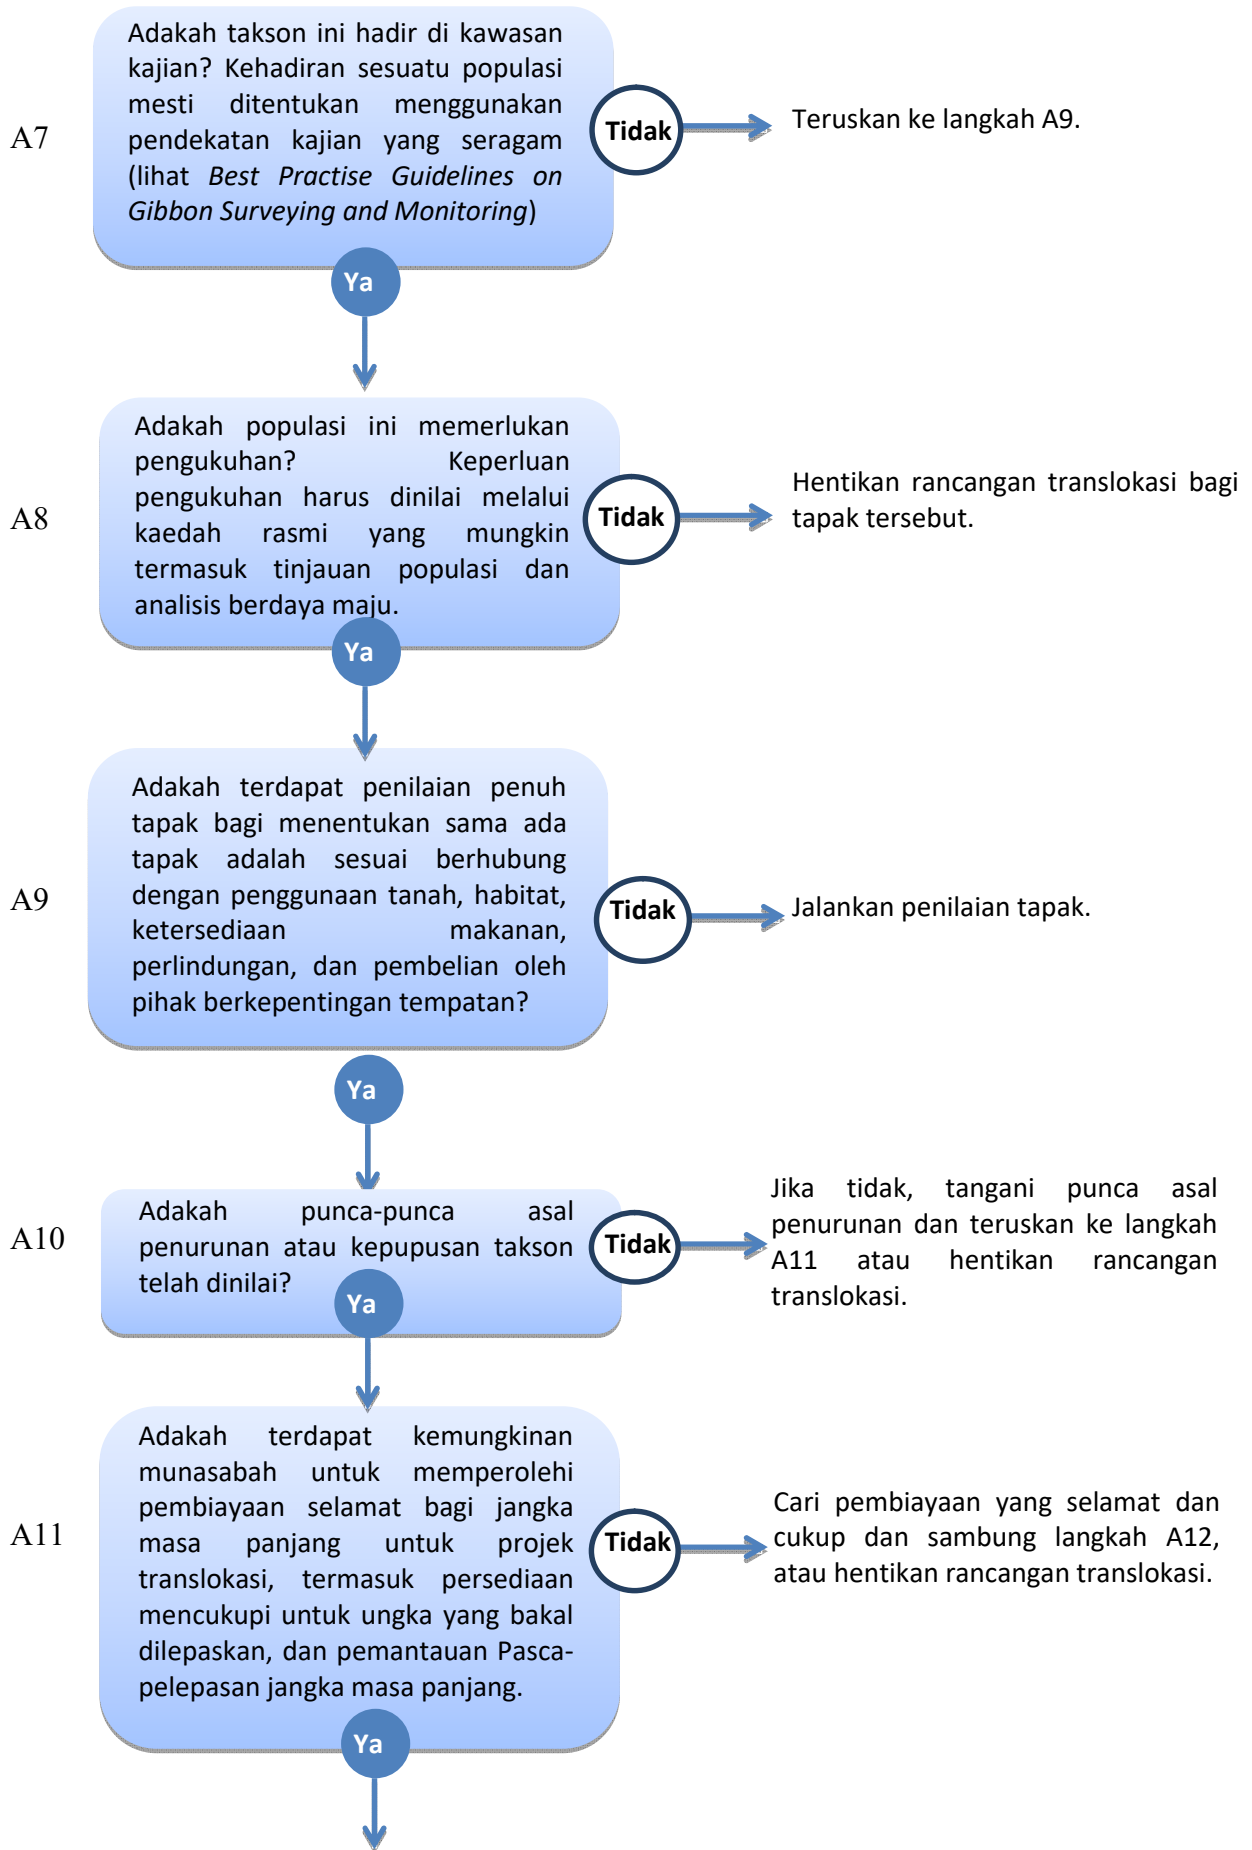 A7
Adakah takson ini hadir di kawasan
kajian? Kehadiran sesuatu populasi
mesti ditentukan menggunakan
pendekatan kajian yang seragam
(lihat Best Practise Guidelines on
Gibbon Surveying and Monitoring)
Tidak
Teruskan ke langkah A9.
Ya
A8
Adakah populasi ini memerlukan
pengukuhan? Keperluan
pengukuhan harus dinilai melalui
kaedah rasmi yang mungkin
termasuk tinjauan populasi dan
analisis berdaya maju.
Tidak
Hentikan rancangan translokasi bagi
tapak tersebut.
Ya
A9
Adakah terdapat penilaian penuh
tapak bagi menentukan sama ada
tapak adalah sesuai berhubung
dengan penggunaan tanah, habitat,
ketersediaan makanan,
perlindungan, dan pembelian oleh
pihak berkepentingan tempatan?
Tidak
Jalankan penilaian tapak.
Ya
A10
Adakah punca-punca asal
penurunan atau kepupusan takson
telah dinilai?
Tidak
Jika tidak, tangani punca asal
penurunan dan teruskan ke langkah
A11 atau hentikan rancangan
translokasi.
Ya
A11
Adakah terdapat kemungkinan
munasabah untuk memperolehi
pembiayaan selamat bagi jangka
masa panjang untuk projek
translokasi, termasuk persediaan
mencukupi untuk ungka yang bakal
dilepaskan, dan pemantauan Pasca-
pelepasan jangka masa panjang.
Tidak
Cari pembiayaan yang selamat dan
cukup dan sambung langkah A12,
atau hentikan rancangan translokasi.
Ya